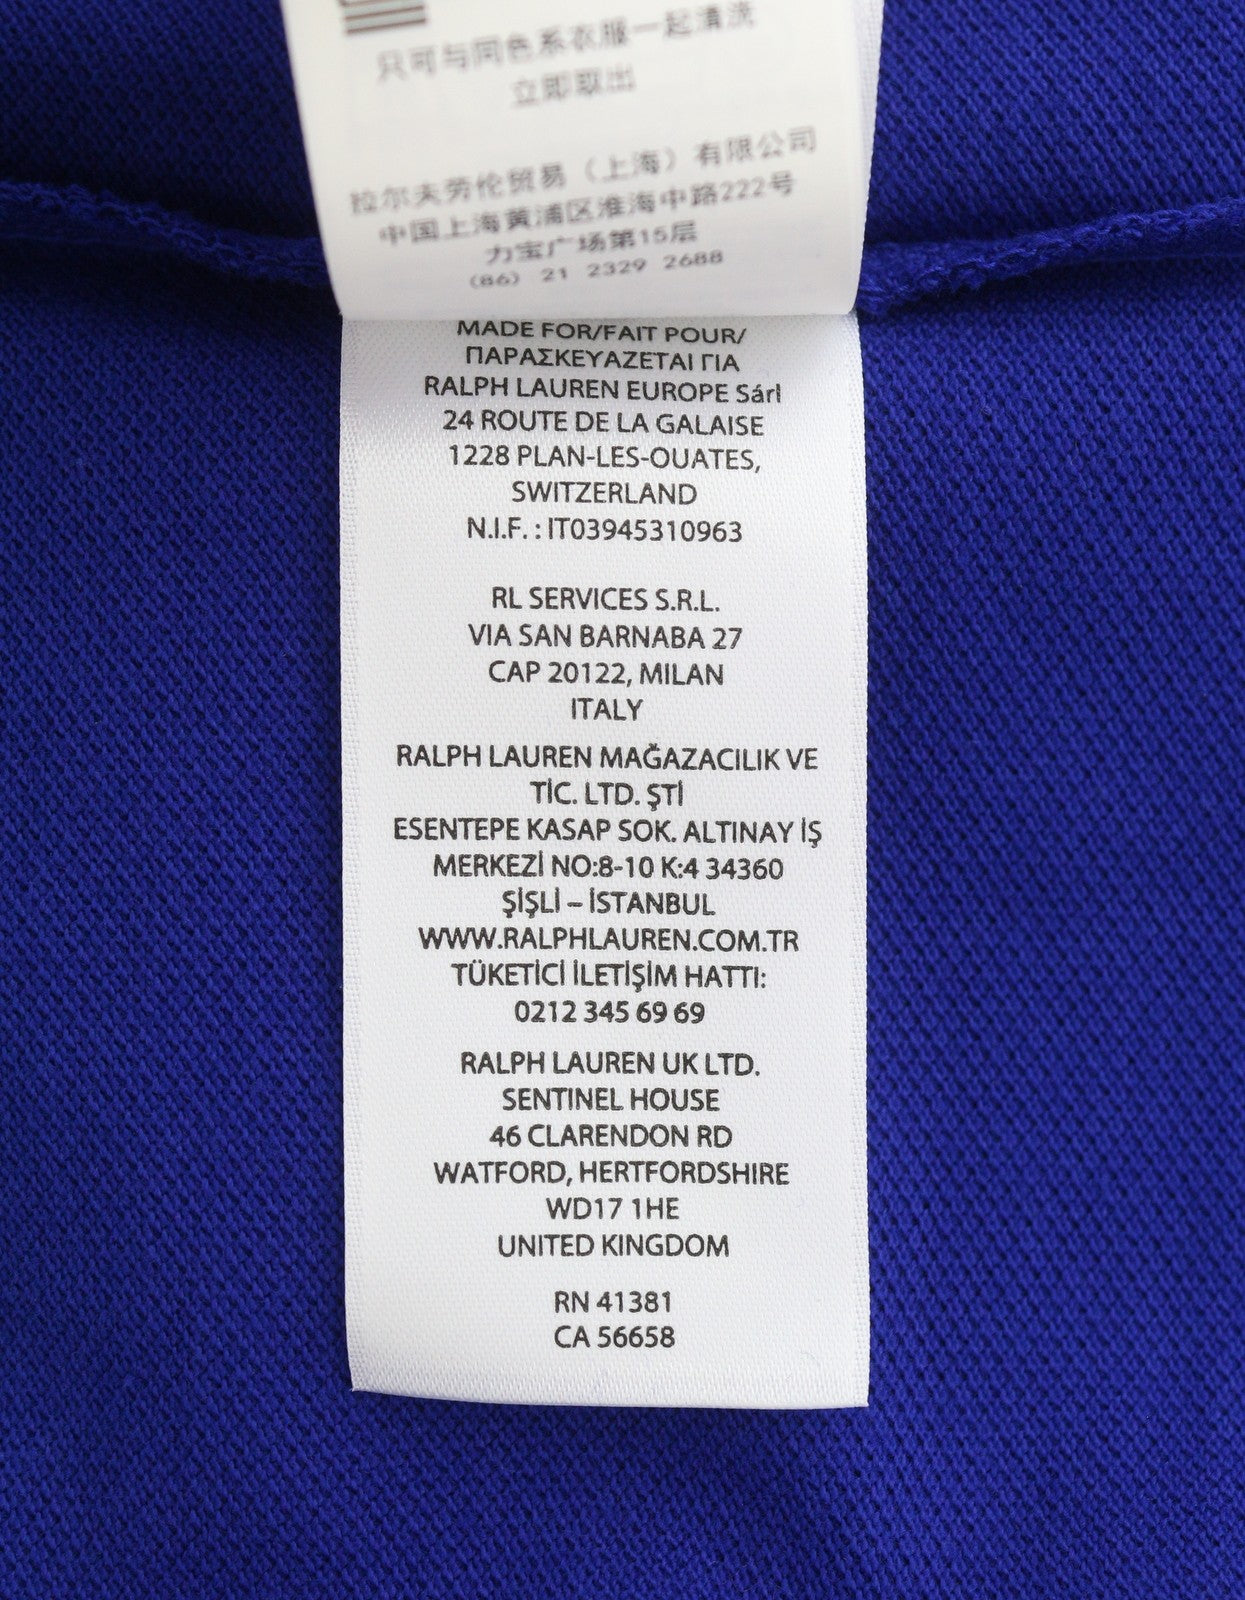 只可与同色系衣服一起清洗
立即取出
拉尔夫劳伦贸易（上海）有限公司
中国上海黄浦区淮海中路222号
力宝广场第15层
(86) 21 2329 2688
MADE FOR/FAIT POUR/
ΠΑΡΑΣΚΕΥΑΖΕΤΑΙ ΓΙΑ
RALPH LAUREN EUROPE Sárl
24 ROUTE DE LA GALAISE
1228 PLAN-LES-OUATES,
SWITZERLAND
N.I.F. : IT03945310963
RL SERVICES S.R.L.
VIA SAN BARNABA 27
CAP 20122, MILAN
ITALY
RALPH LAUREN MAĞAZACILIK VE
TİC. LTD. ŞTİ
ESENTEPE KASAP SOK. ALTINAY İŞ
MERKEZİ NO:8-10 K:4 34360
ŞİŞLİ – İSTANBUL
WWW.RALPHLAUREN.COM.TR
TÜKETİCİ İLETİŞİM HATTI:
0212 345 69 69
RALPH LAUREN UK LTD.
SENTINEL HOUSE
46 CLARENDON RD
WATFORD, HERTFORDSHIRE
WD17 1HE
UNITED KINGDOM
RN 41381
CA 56658